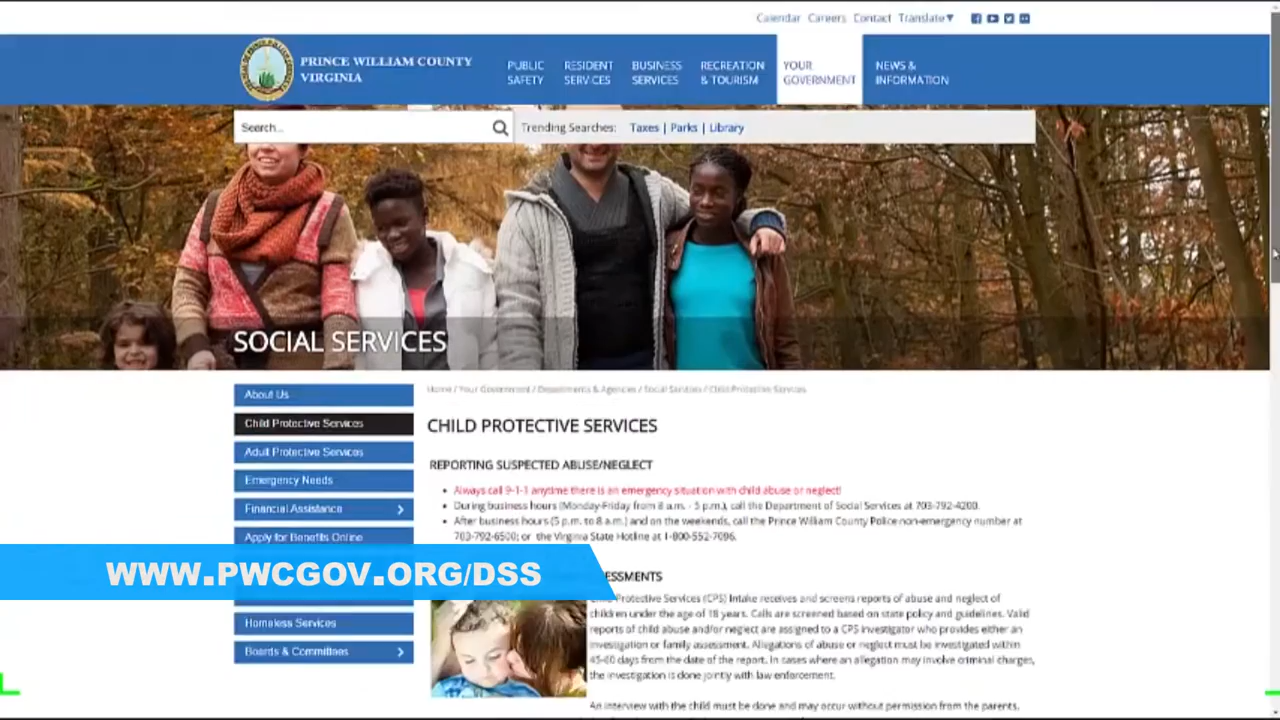 Calendar Careers Contact Translate▼
PRINCE WILLIAM COUNTY
VIRGINIA
PUBLIC
SAFETY
RESIDENT
SERVICES
BUSINESS
SERVICES
RECREATION
& TOURISM
YOUR
GOVERNMENT
NEWS &
INFORMATION
Search...
Trending Searches: Taxes | Parks | Library
SOCIAL SERVICES
About Us
Child Protective Services
Adult Protective Services
Emergency Needs
Financial Assistance
Apply for Benefits Online
Homeless Services
Boards & Committees
Home / Your Government / Departments & Agencies / Social Services / Child Protective Services
CHILD PROTECTIVE SERVICES
REPORTING SUSPECTED ABUSE/NEGLECT
Always call 9-1-1 anytime there is an emergency situation with child abuse or neglect!
During business hours (Monday-Friday from 8 a.m. - 5 p.m.), call the Department of Social Services at 703-792-4200.
After business hours (5 p.m. to 8 a.m.) and on the weekends, call the Prince William County Police non-emergency number at
703-792-6500; or the Virginia State Hotline at 1-800-552-7096.
WWW.PWCGOV.ORG/DSS
ESSMENTS
Protective Services (CPS) Intake receives and screens reports of abuse and neglect of
children under the age of 18 years. Calls are screened based on state policy and guidelines. Valid
reports of child abuse and/or neglect are assigned to a CPS investigator who provides either an
investigation or family assessment. Allegations of abuse or neglect must be investigated within
45-60 days from the date of the report. In cases where an allegation may involve criminal charges,
the investigation is done jointly with law enforcement.
An interview with the child must be done and may occur without permission from the parents.